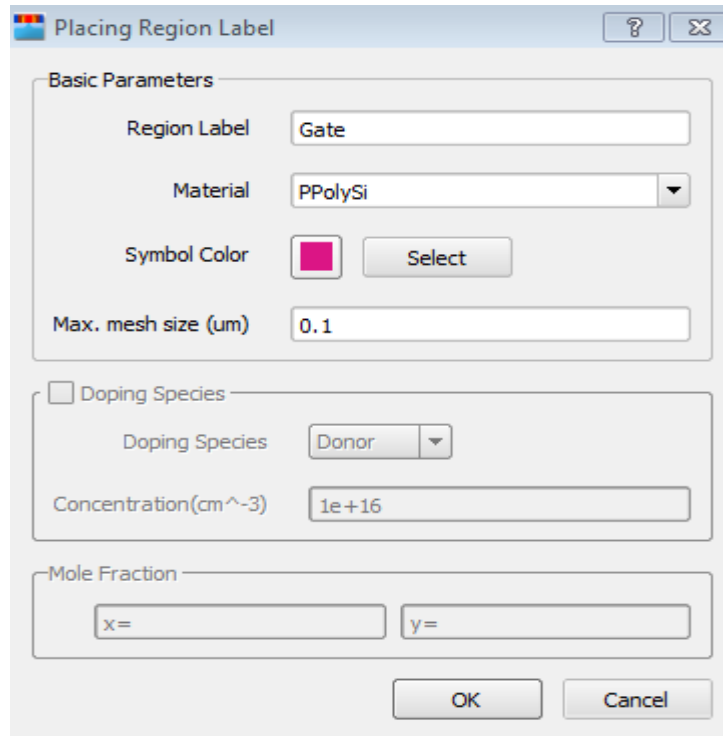 Placing Region Label
Basic Parameters
Region Label Gate
Material PPolySi
Symbol Color Select
Max. mesh size (um) 0.1
Doping Species
Doping Species Donor
Concentration(cm^-3) 1e+16
Mole Fraction
x= y=
OK Cancel